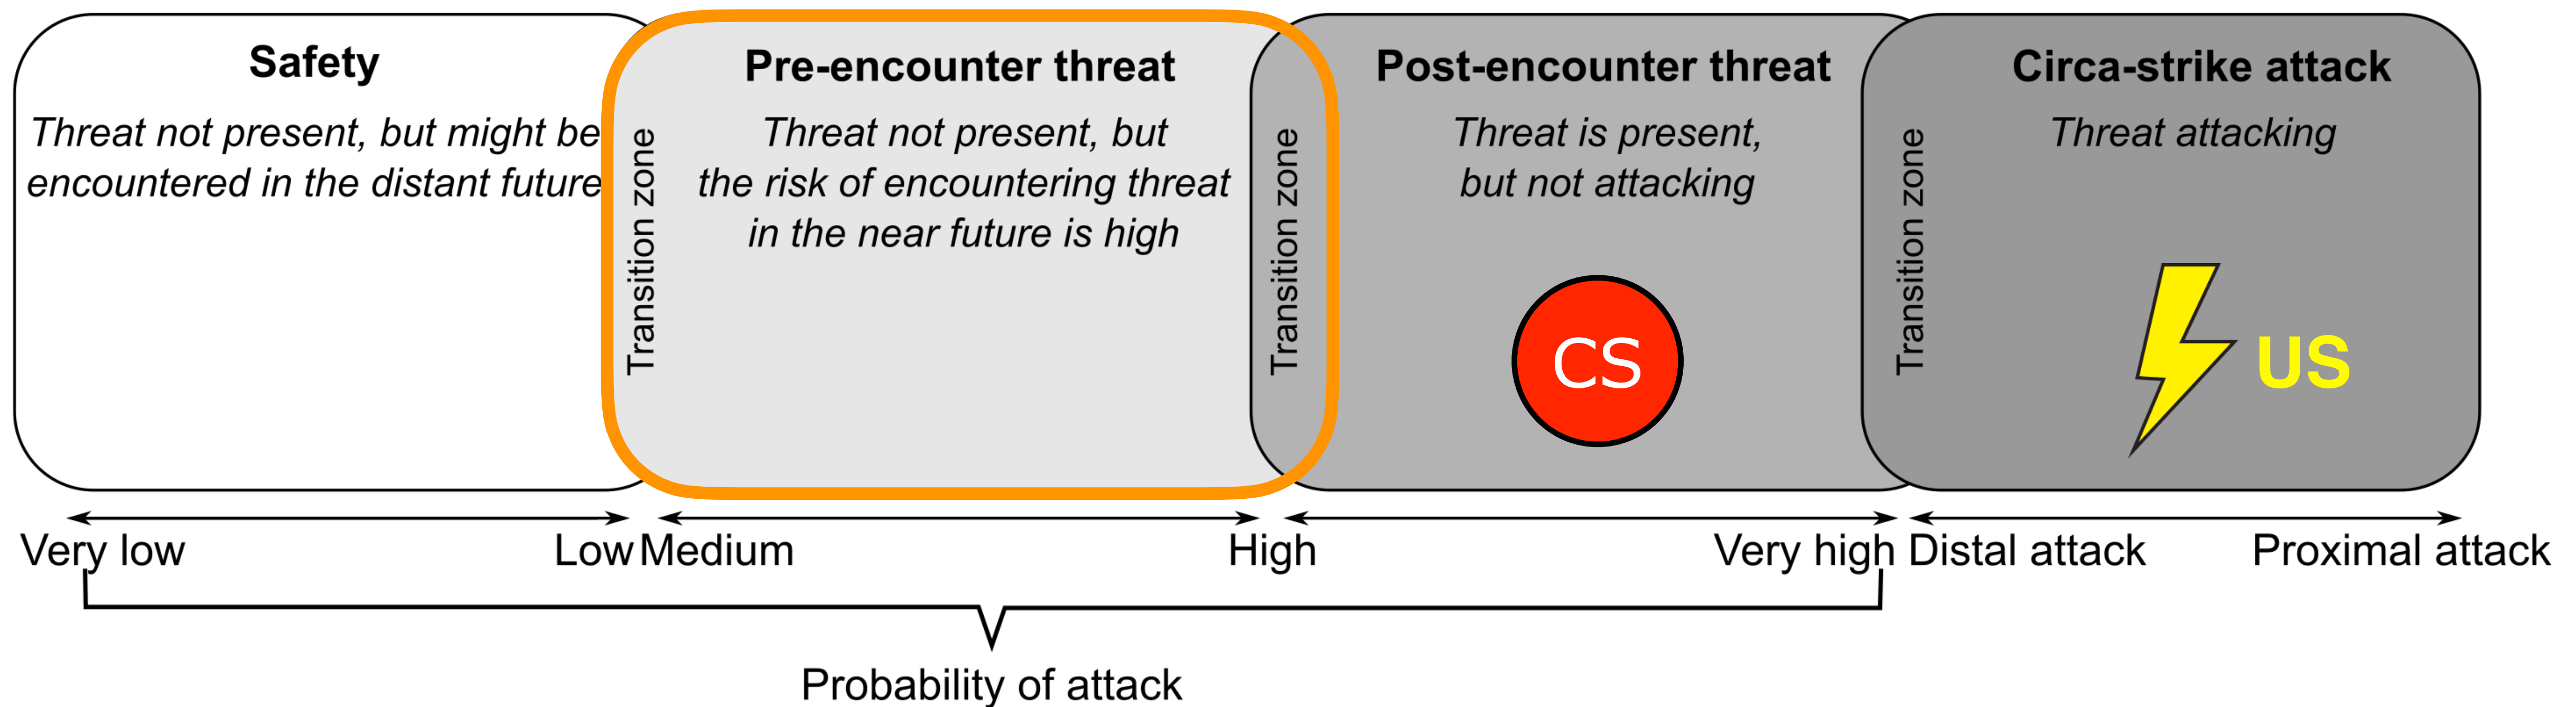 Safety
Threat not present, but might be
encountered in the distant future
Transition zone
Pre-encounter threat
Threat not present, but
the risk of encountering threat
in the near future is high
Transition zone
Post-encounter threat
Threat is present,
but not attacking
CS
Transition zone
Circa-strike attack
Threat attacking
US
Very low
Low
Medium
High
Very high
Distal attack
Proximal attack
Probability of attack